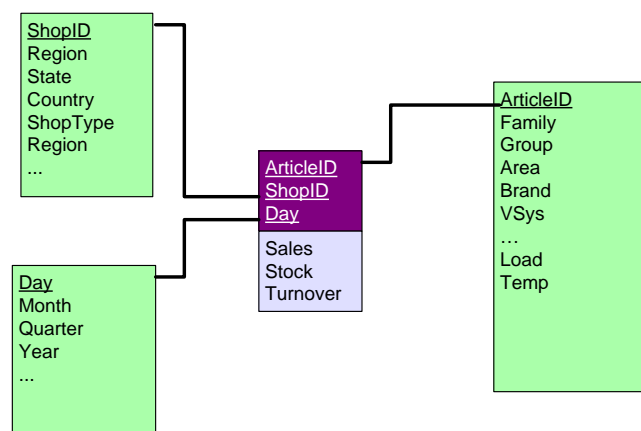 ShopID
Region
State
Country
ShopType
Region
...
ArticleID
ShopID
Day
Sales
Stock
Turnover
ArticleID
Family
Group
Area
Brand
VSys
...
Load
Temp
Day
Month
Quarter
Year
...